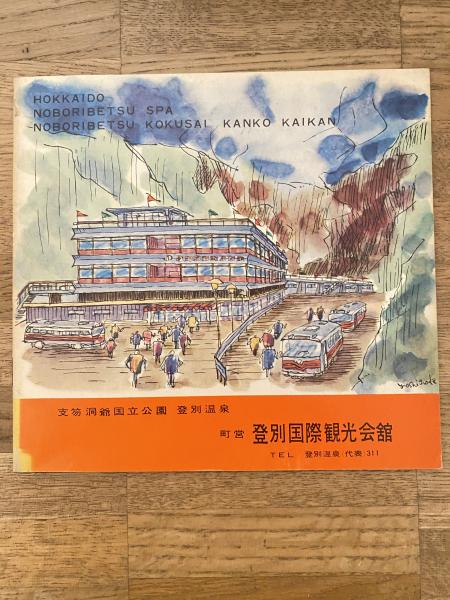 HOKKAIDO
NOBORIBETSU SPA
NOBORIBETSU KOKUSAI KANKO KAIKAN
支笏洞爺国立公園 登別温泉
町営 登別国際観光会舘
TEL 登別温泉(代表)311